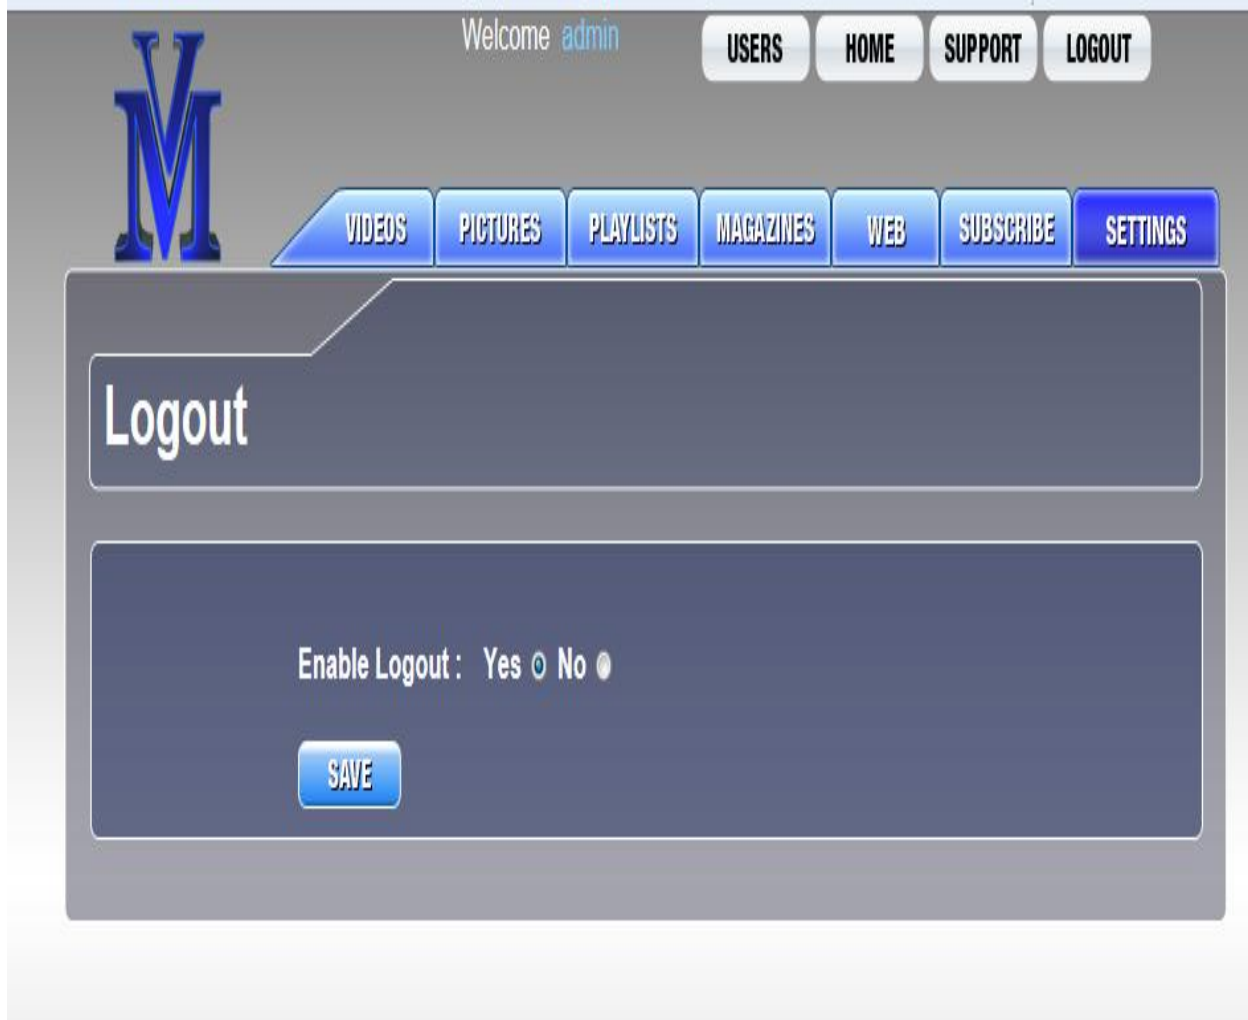 Welcome admin USERS HOME SUPPORT LOGOUT
VM
VIDEOS PICTURES PLAYLISTS MAGAZINES WEB SUBSCRIBE SETTINGS
Logout
Enable Logout : Yes No
SAVE